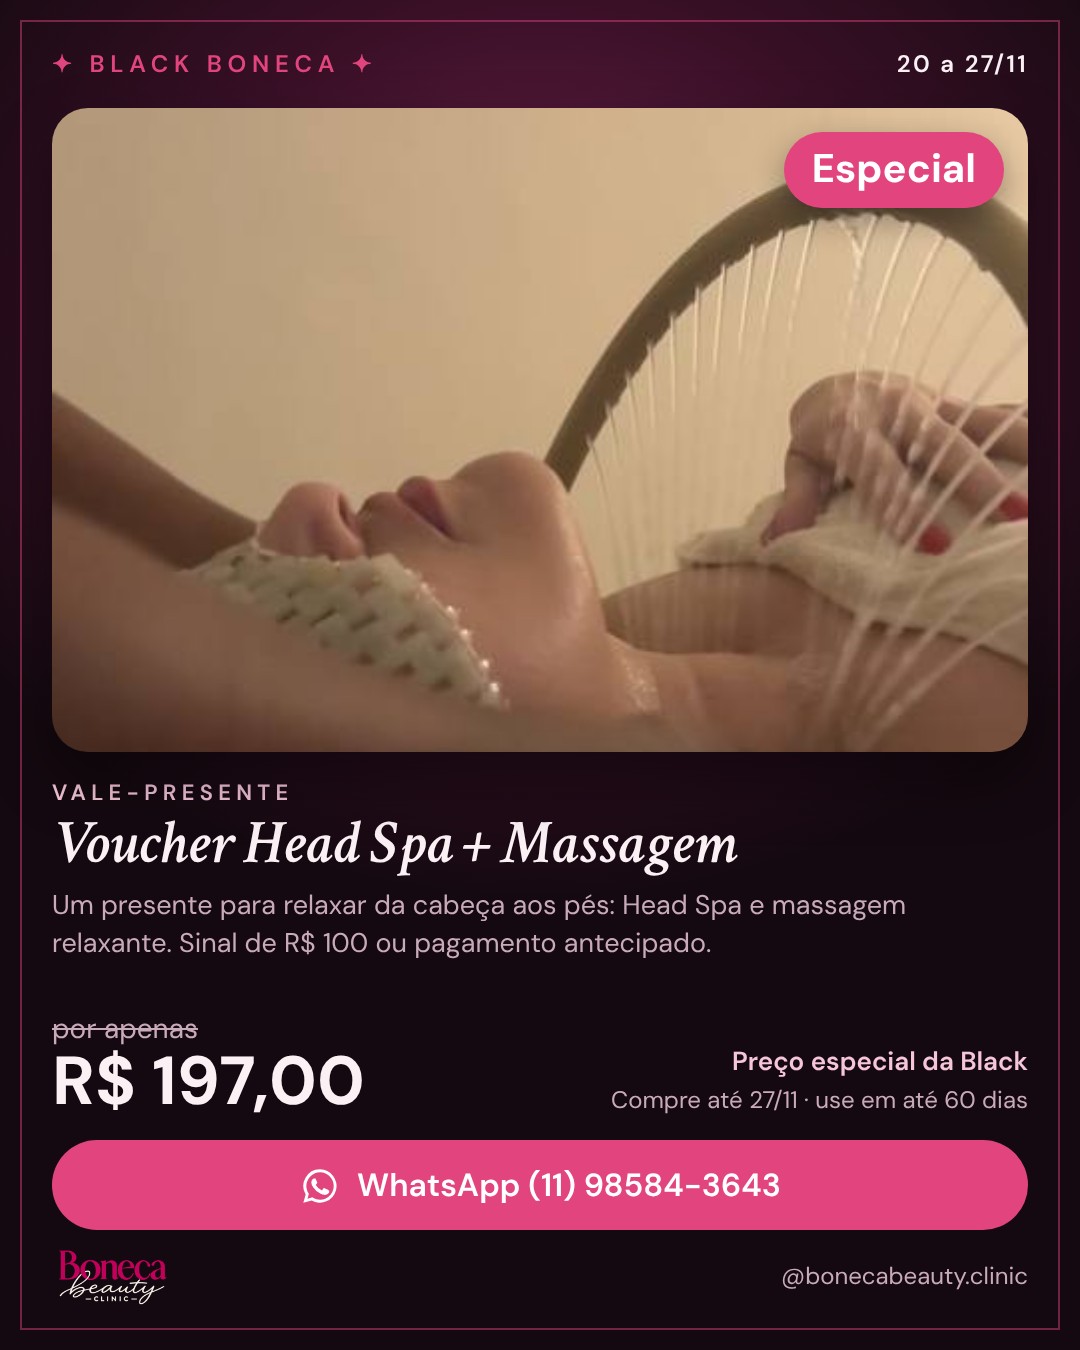 ✦ BLACK BONECA ✦
20 a 27/11
Especial
VALE-PRESENTE
Voucher Head Spa + Massagem
Um presente para relaxar da cabeça aos pés: Head Spa e massagem
relaxante. Sinal de R$ 100 ou pagamento antecipado.
por apenas
R$ 197,00
Preço especial da Black
Compre até 27/11 · use em até 60 dias
WhatsApp (11) 98584-3643
Boneca
beauty
CLINIC
@bonecabeauty.clinic